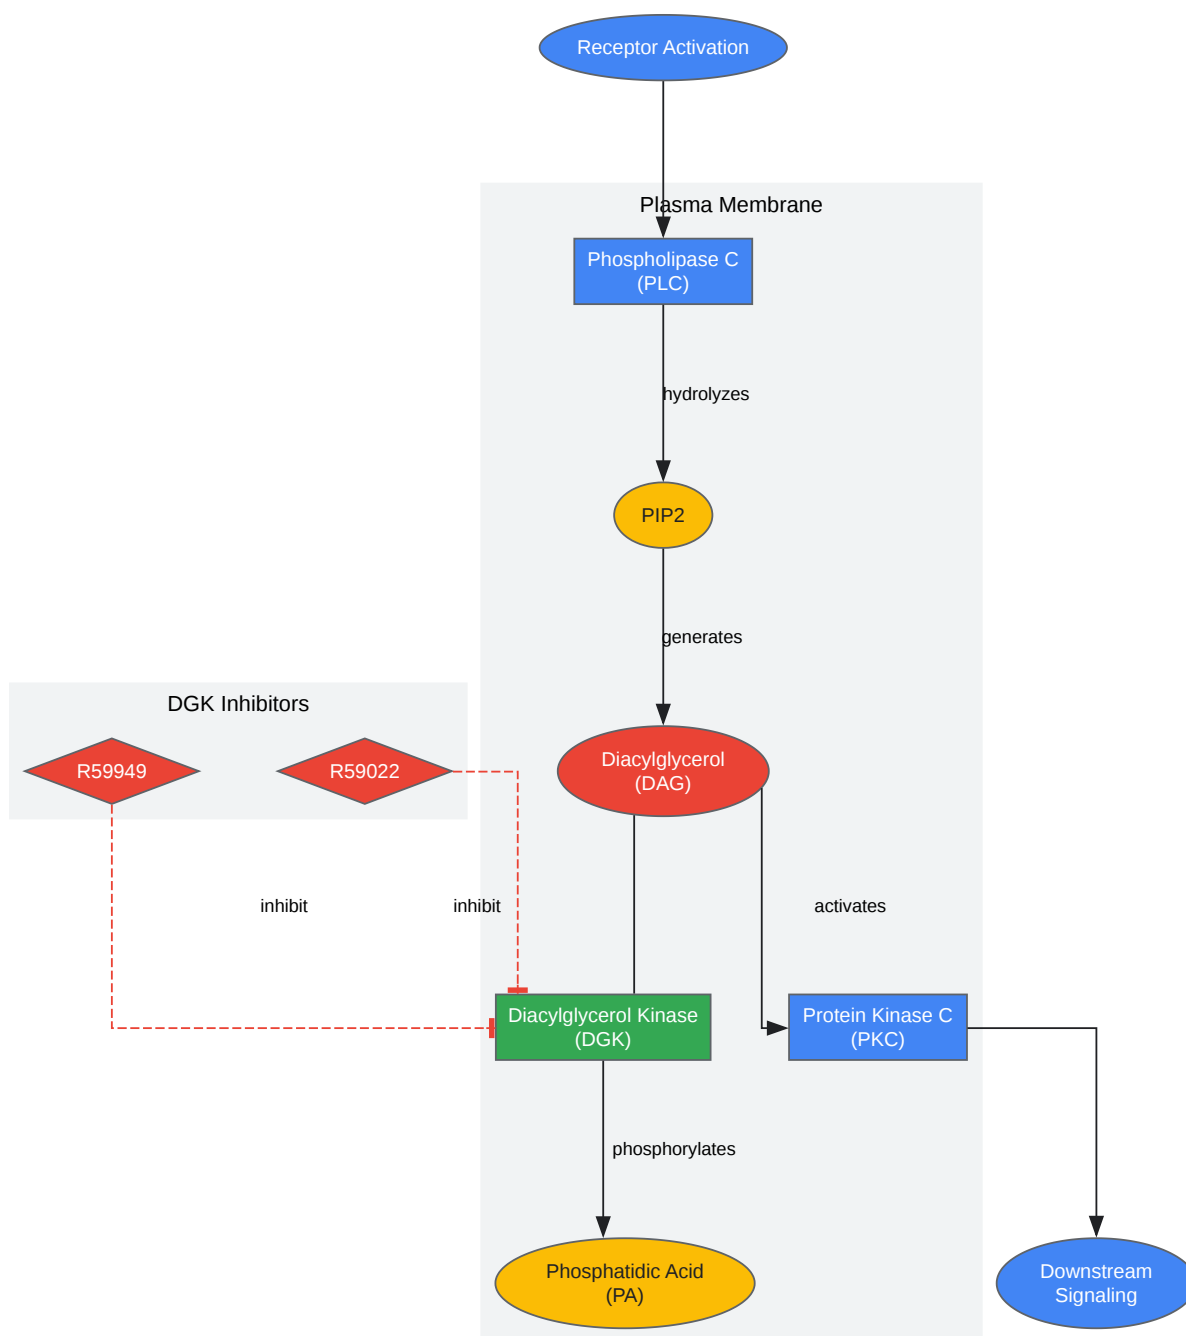 Receptor Activation
Plasma Membrane
Phospholipase C
(PLC)
hydrolyzes
PIP2
generates
DGK Inhibitors
R59949
R59022
Diacylglycerol
(DAG)
inhibit
inhibit
activates
Diacylglycerol Kinase
(DGK)
Protein Kinase C
(PKC)
phosphorylates
Phosphatidic Acid
(PA)
Downstream
Signaling